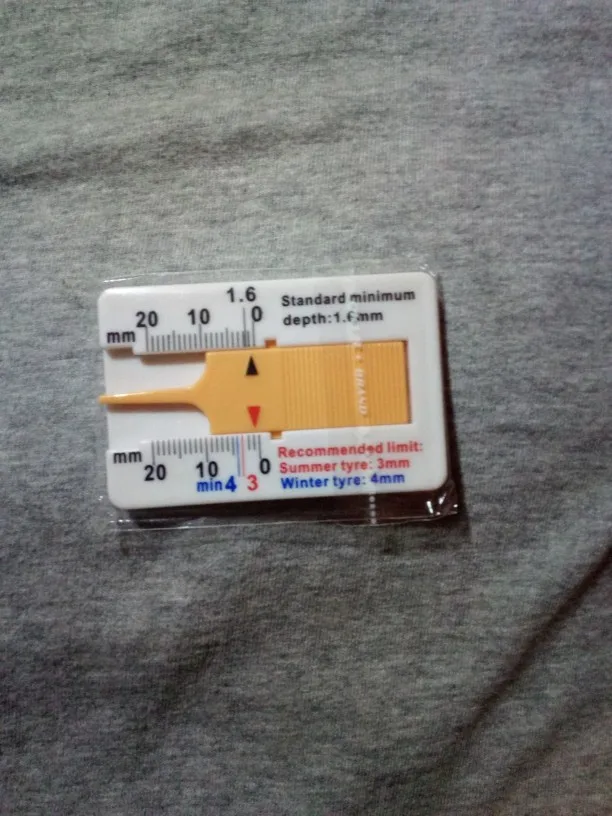 1.6
mm 20 10 0
Standard minimum
depth:1.6mm
mm 20 10 0
min 4 3
Recommended limit:
Summer tyre: 3mm
Winter tyre: 4mm